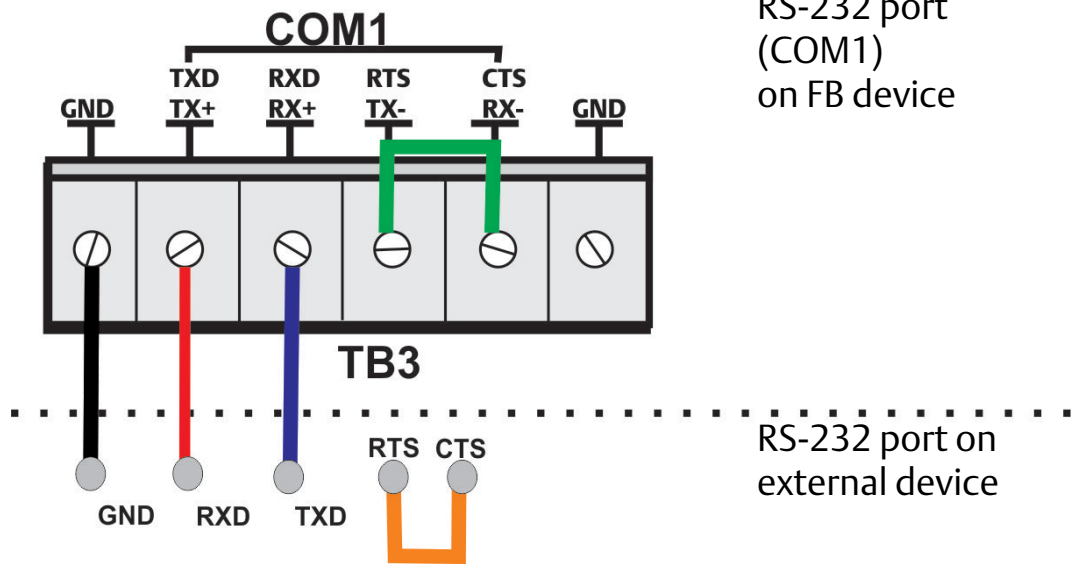 COM1
TXD RXD RTS CTS
GND TX+ RX+ TX- RX- GND
TB3
RS-232 port
(COM1)
on FB device
RTS CTS
GND RXD TXD
RS-232 port on
external device